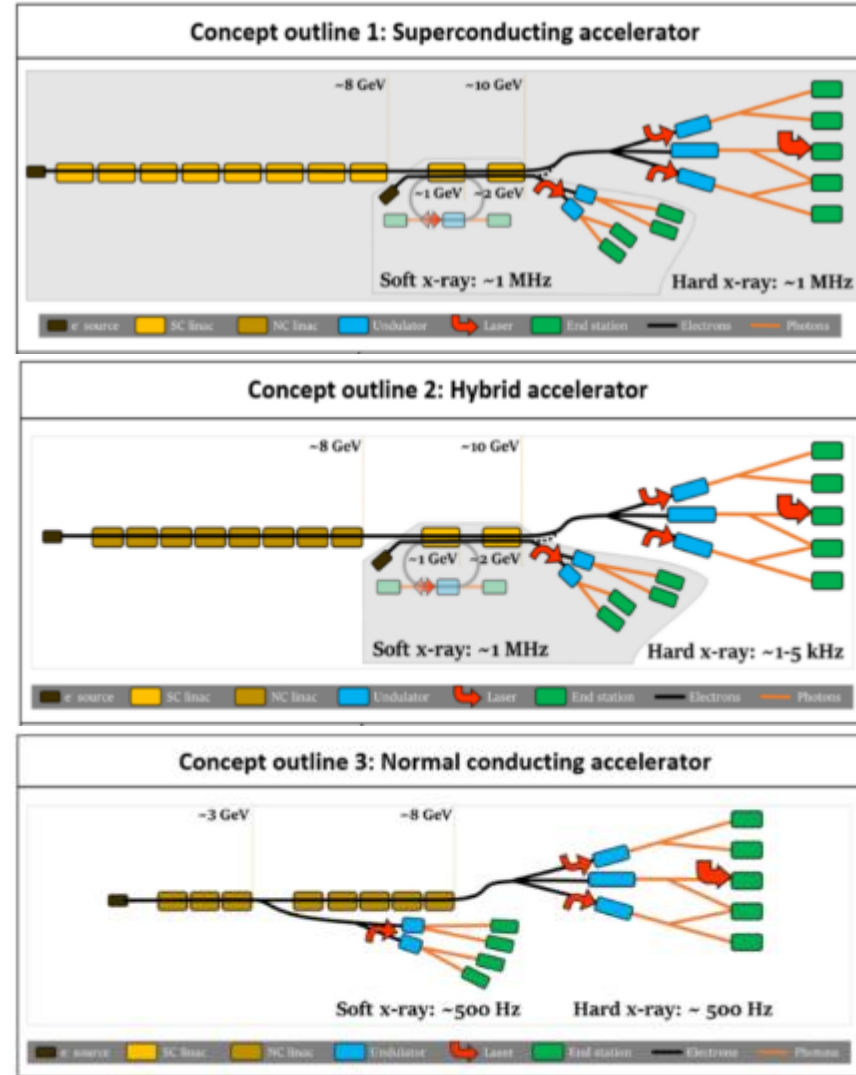 Concept outline 1: Superconducting accelerator
~8 GeV
~10 GeV
~1 GeV
~2 GeV
Soft x-ray: ~1 MHz
Hard x-ray: ~1 MHz
e⁻ source
SC linac
NC linac
Undulator
Laser
End station
Electrons
Photons
Concept outline 2: Hybrid accelerator
~8 GeV
~10 GeV
~1 GeV
~2 GeV
Soft x-ray: ~1 MHz
Hard x-ray: ~1-5 kHz
e⁻ source
SC linac
NC linac
Undulator
Laser
End station
Electrons
Photons
Concept outline 3: Normal conducting accelerator
~3 GeV
~8 GeV
Soft x-ray: ~500 Hz
Hard x-ray: ~ 500 Hz
e⁻ source
SC linac
NC linac
Undulator
Laser
End station
Electrons
Photons